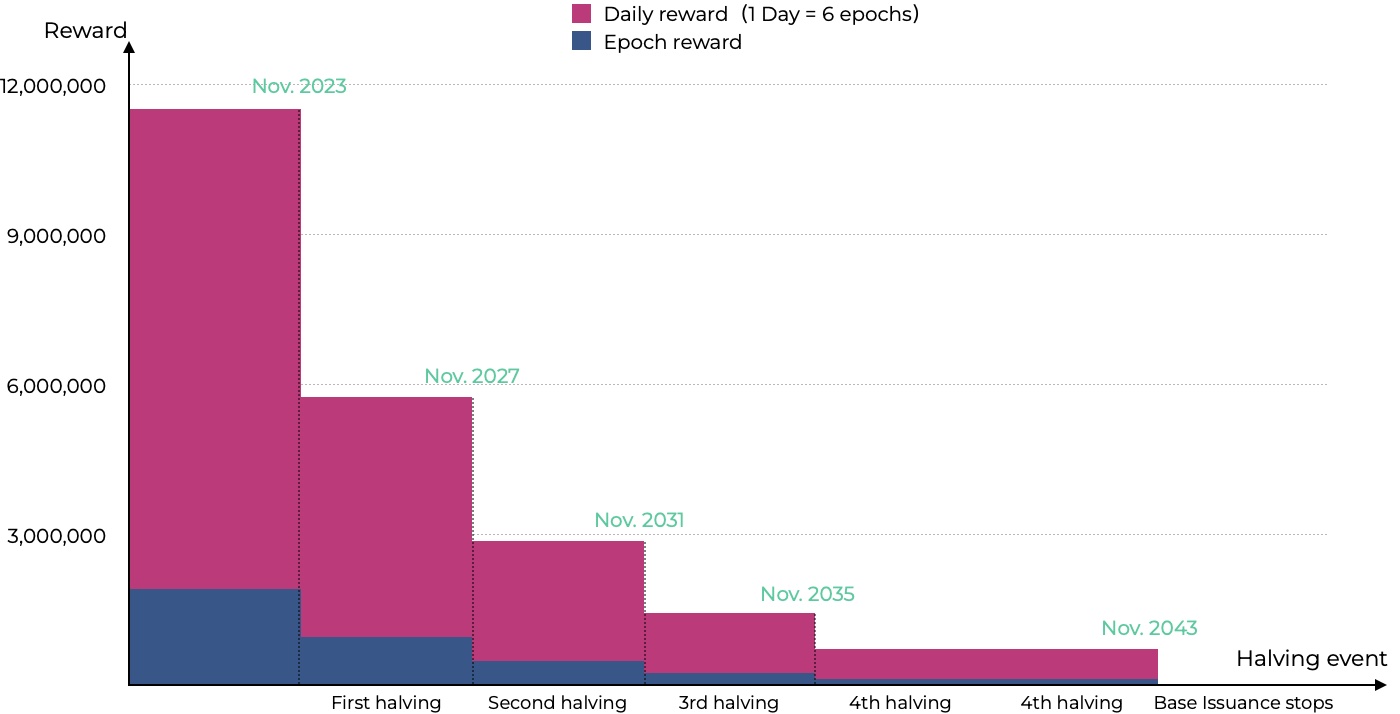 Daily reward (1 Day = 6 epochs)
Epoch reward
Reward
12,000,000
Nov. 2023
9,000,000
Nov. 2027
6,000,000
Nov. 2031
3,000,000
Nov. 2035
Nov. 2043
Halving event
First halving
Second halving
3rd halving
4th halving
4th halving
Base Issuance stops